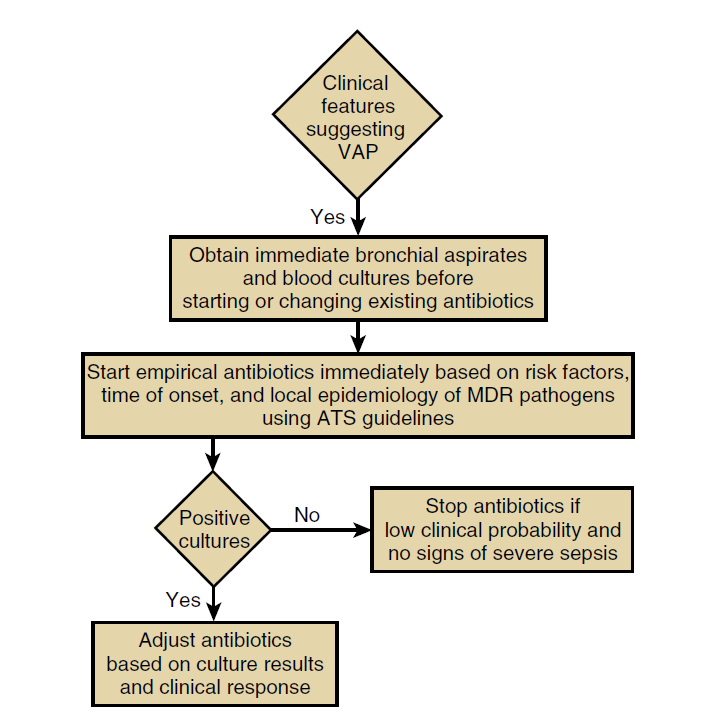 Clinical
features
suggesting
VAP
Yes
Obtain immediate bronchial aspirates
and blood cultures before
starting or changing existing antibiotics
Start empirical antibiotics immediately based on risk factors,
time of onset, and local epidemiology of MDR pathogens
using ATS guidelines
Positive
cultures
No
Stop antibiotics if
low clinical probability and
no signs of severe sepsis
Yes
Adjust antibiotics
based on culture results
and clinical response